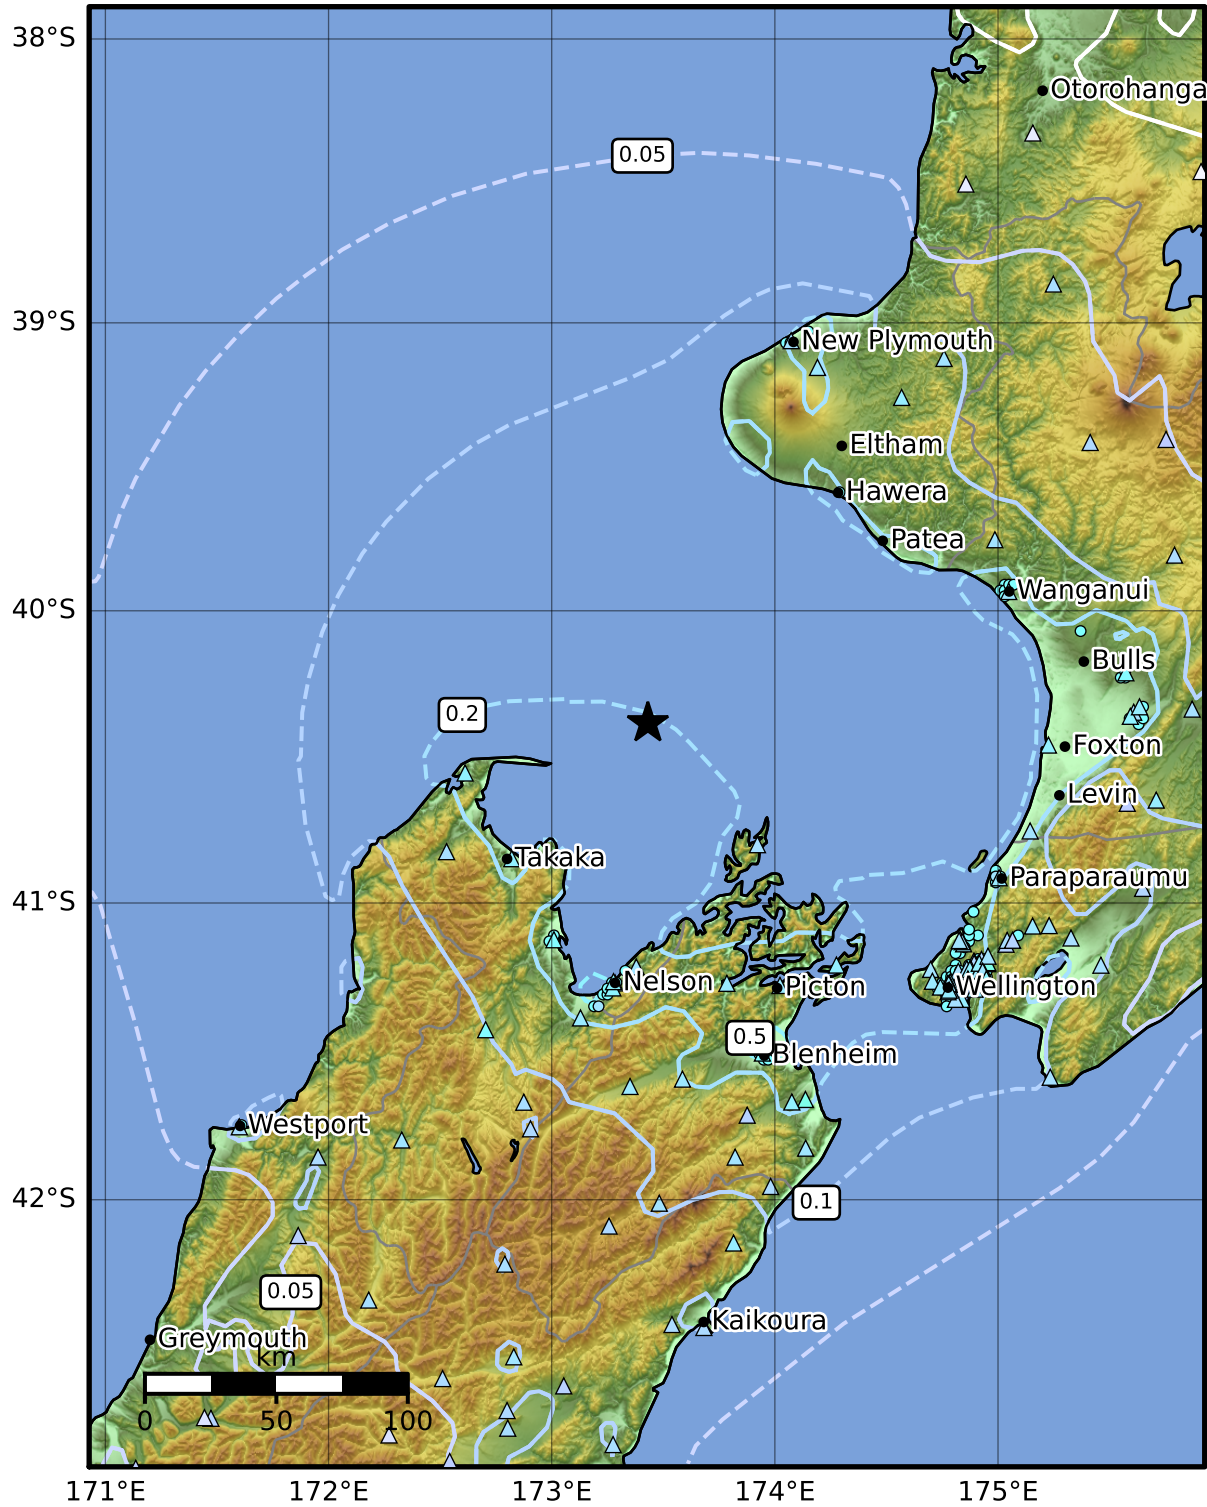 38°S
Otorohanga
0.05
39°S
New Plymouth
Eltham
Hawera
Patea
40°S
Wanganui
Bulls
0.2
Foxton
Levin
Takaka
Paraparaumu
41°S
Nelson
Picton
Wellington
0.5
Blenheim
Westport
42°S
0.1
0.05
Kaikoura
Greymouth
km
0 50 100
171°E 172°E 173°E 174°E 175°E